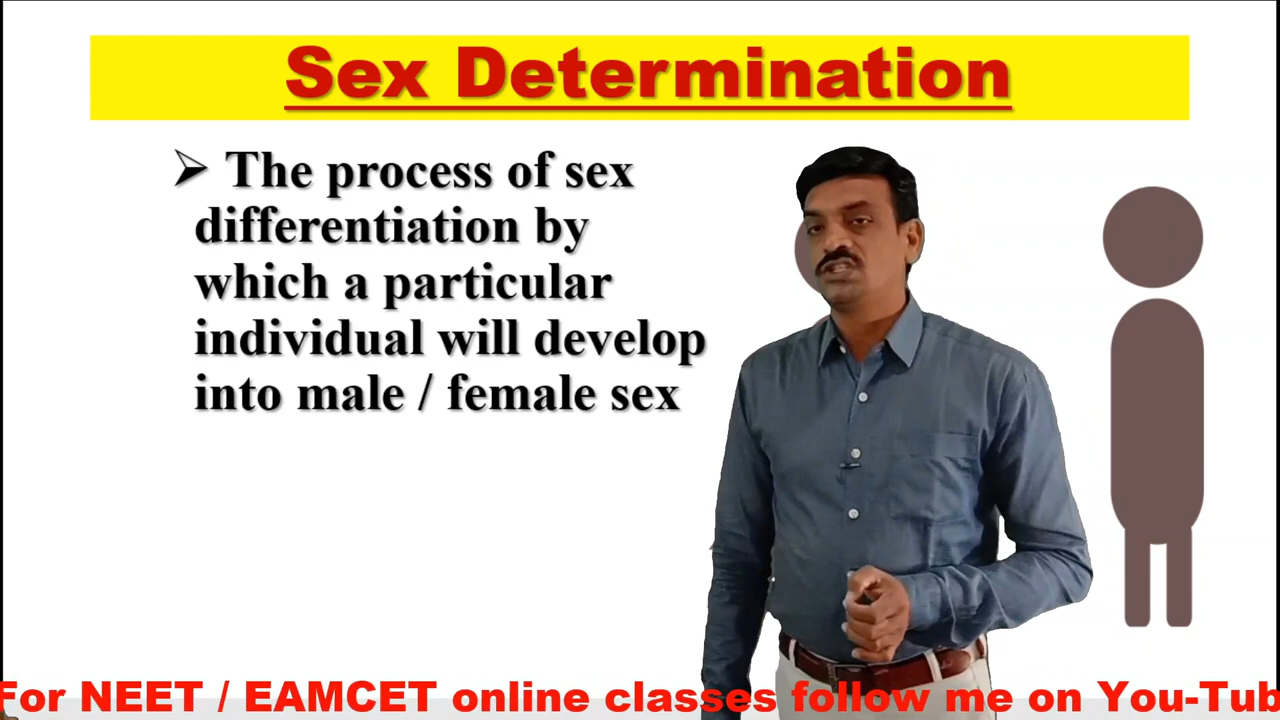 Sex Determination
➢ The process of sex
differentiation by
which a particular
individual will develop
into male / female sex
For NEET / EAMCET online classes follow me on You-Tub